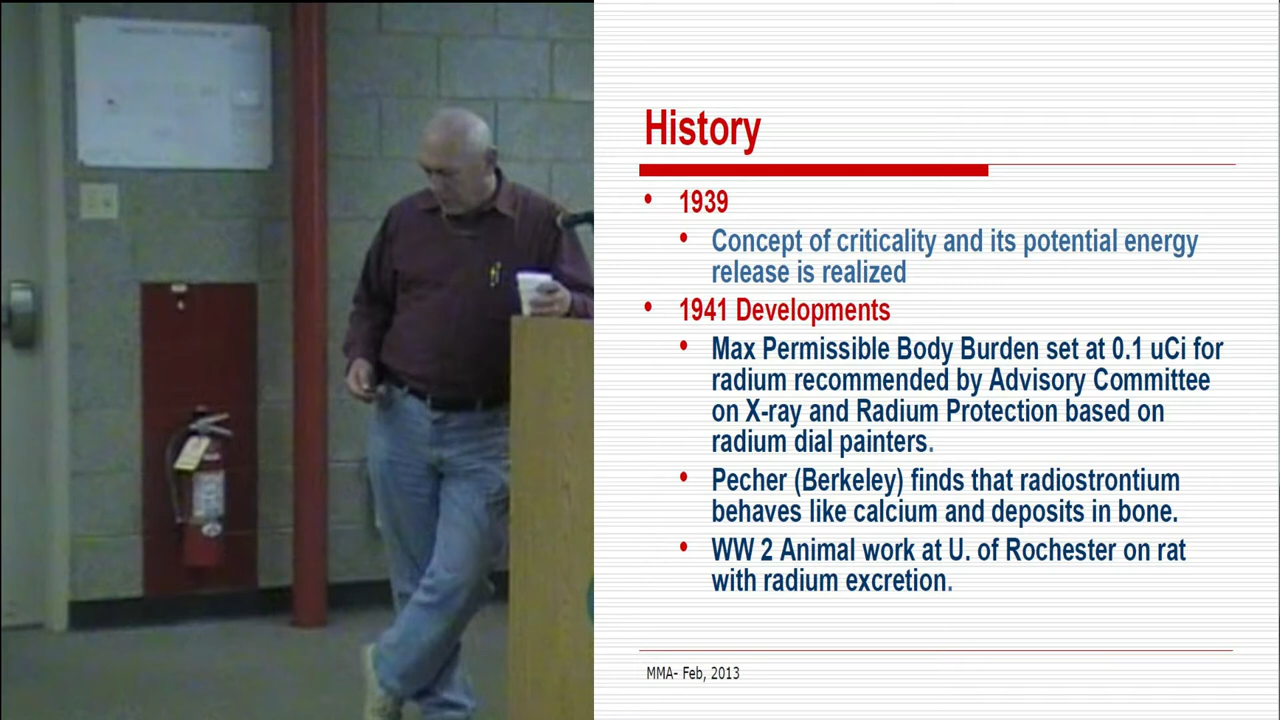 History
• 1939
• Concept of criticality and its potential energy
release is realized
• 1941 Developments
• Max Permissible Body Burden set at 0.1 uCi for
radium recommended by Advisory Committee
on X-ray and Radium Protection based on
radium dial painters.
• Pecher (Berkeley) finds that radiostrontium
behaves like calcium and deposits in bone.
• WW 2 Animal work at U. of Rochester on rat
with radium excretion.
MMA- Feb, 2013